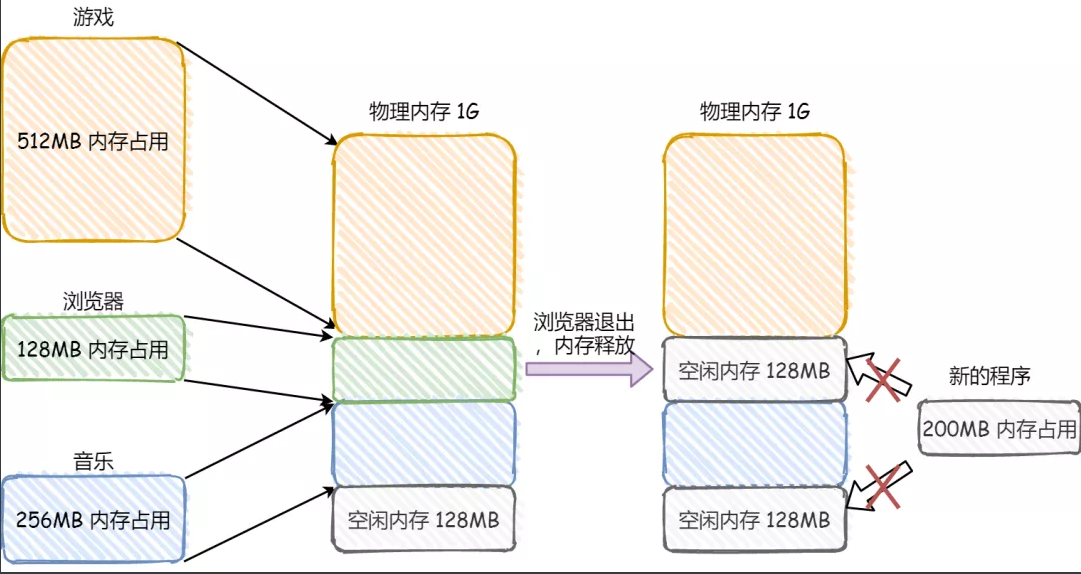 游戏
512MB 内存占用
浏览器
128MB 内存占用
音乐
256MB 内存占用
物理内存 1G
空闲内存 128MB
浏览器退出
，内存释放
物理内存 1G
空闲内存 128MB
空闲内存 128MB
新的程序
200MB 内存占用